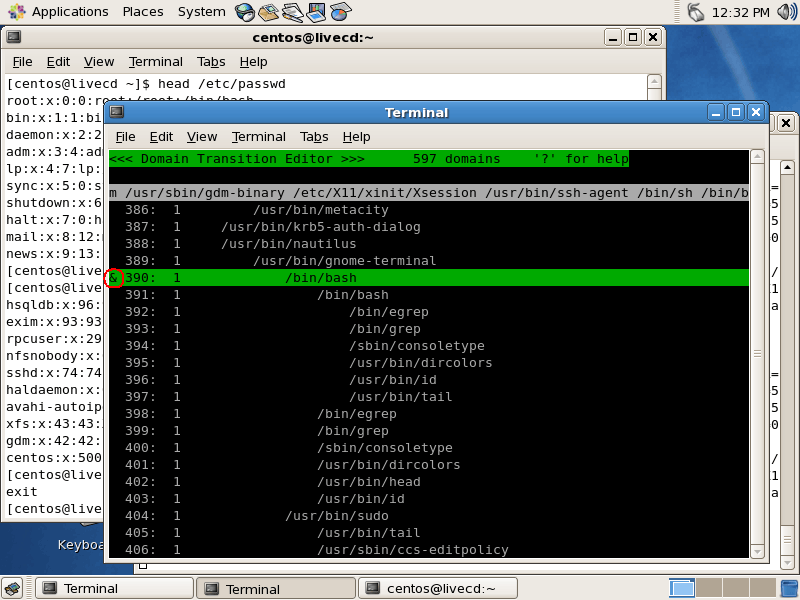 Applications Places System 12:32 PM
centos@livecd:~
File Edit View Terminal Tabs Help
[centos@livecd ~]$ head /etc/passwd
root:x:0:0:root:/root:/bin/bash
bin:x:1:1:bi
daemon:x:2:2
adm:x:3:4:adm
lp:x:4:7:lp:
sync:x:5:0:s
shutdown:x:6
halt:x:7:0:h
mail:x:8:12:m
news:x:9:13:
[centos@live
[centos@live
hsqldb:x:96:
exim:x:93:93
rpcuser:x:29
nfsnobody:x:
sshd:x:74:74
haldaemon:x:
avahi-autoip
xfs:x:43:43:
gdm:x:42:42:
centos:x:500
[centos@live
exit
[centos@live
Terminal
File Edit View Terminal Tabs Help
<<< Domain Transition Editor >>> 597 domains '?' for help
m /usr/sbin/gdm-binary /etc/X11/xinit/Xsession /usr/bin/ssh-agent /bin/sh /bin/b
386: 1 /usr/bin/metacity
387: 1 /usr/bin/krb5-auth-dialog
388: 1 /usr/bin/nautilus
389: 1 /usr/bin/gnome-terminal
& 390: 1 /bin/bash
391: 1 /bin/bash
392: 1 /bin/egrep
393: 1 /bin/grep
394: 1 /sbin/consoletype
395: 1 /usr/bin/dircolors
396: 1 /usr/bin/id
397: 1 /usr/bin/tail
398: 1 /bin/egrep
399: 1 /bin/grep
400: 1 /sbin/consoletype
401: 1 /usr/bin/dircolors
402: 1 /usr/bin/head
403: 1 /usr/bin/id
404: 1 /usr/bin/sudo
405: 1 /usr/bin/tail
406: 1 /usr/sbin/ccs-editpolicy
Keyboa
Terminal Terminal centos@livecd:~